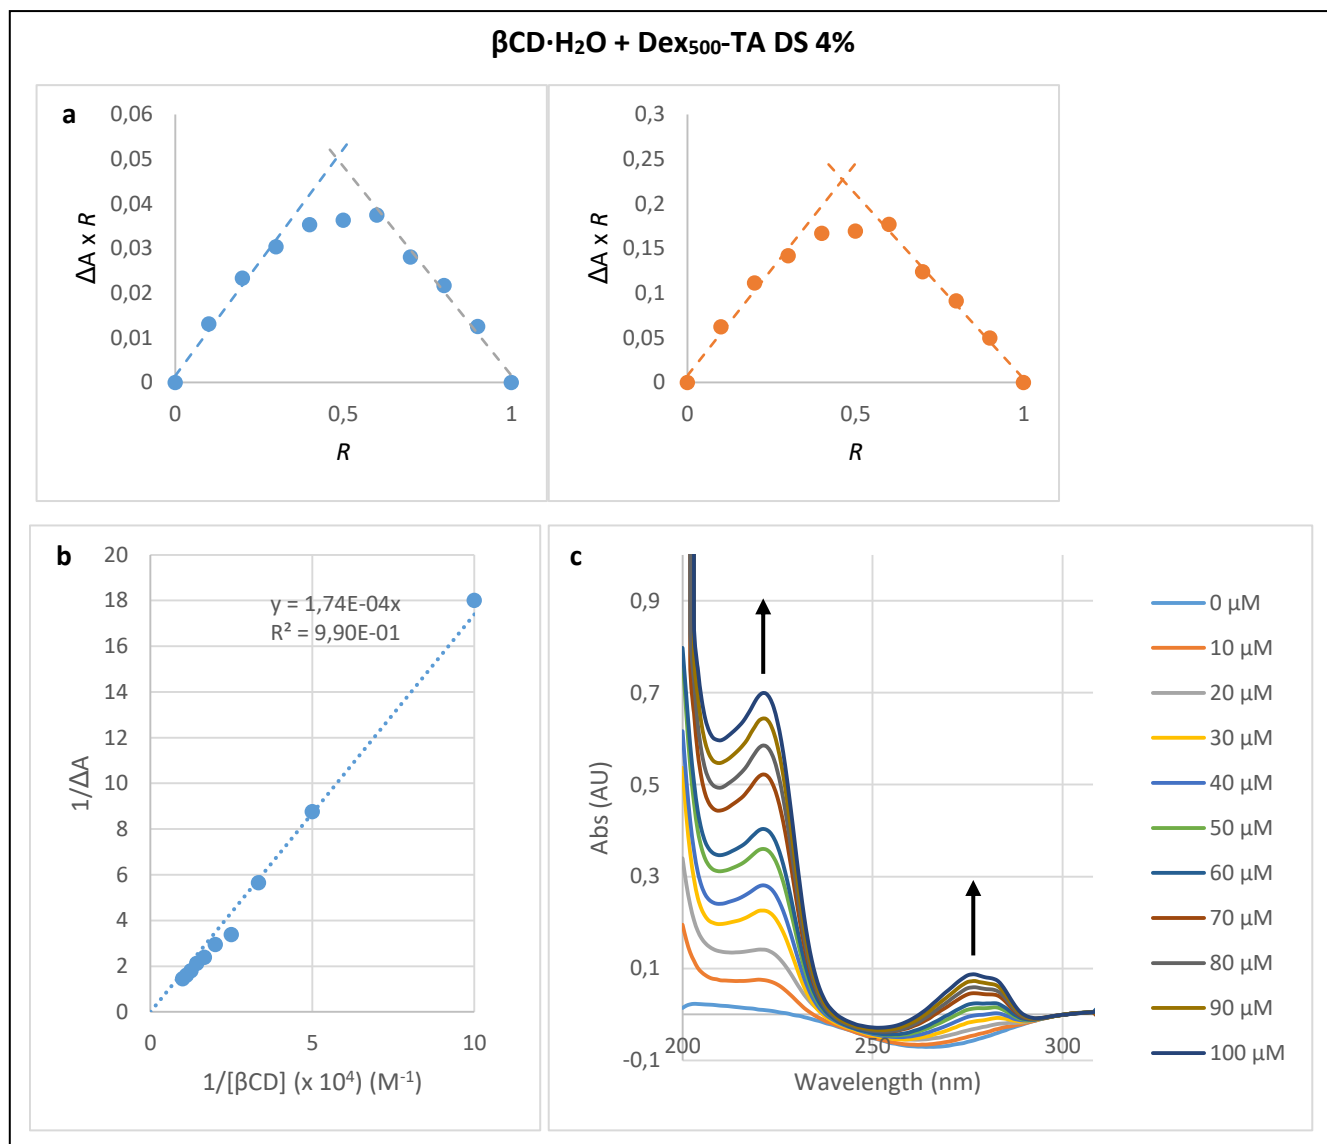 βCD·H₂O + Dex₅₀₀-TA DS 4%
a
0,06
0,05
0,04
0,03
0,02
0,01
0
ΔA x R
0
0,5
1
R
0,3
0,25
0,2
0,15
0,1
0,05
0
ΔA x R
0
0,5
1
R
b
20
18
16
14
12
10
8
6
4
2
0
1/ΔA
y = 1,74E-04x
R² = 9,90E-01
0
5
10
1/[βCD] (x 10⁴) (M⁻¹)
c
0,9
0,7
0,5
0,3
0,1
-0,1
Abs (AU)
200
250
300
Wavelength (nm)
0 µM
10 µM
20 µM
30 µM
40 µM
50 µM
60 µM
70 µM
80 µM
90 µM
100 µM